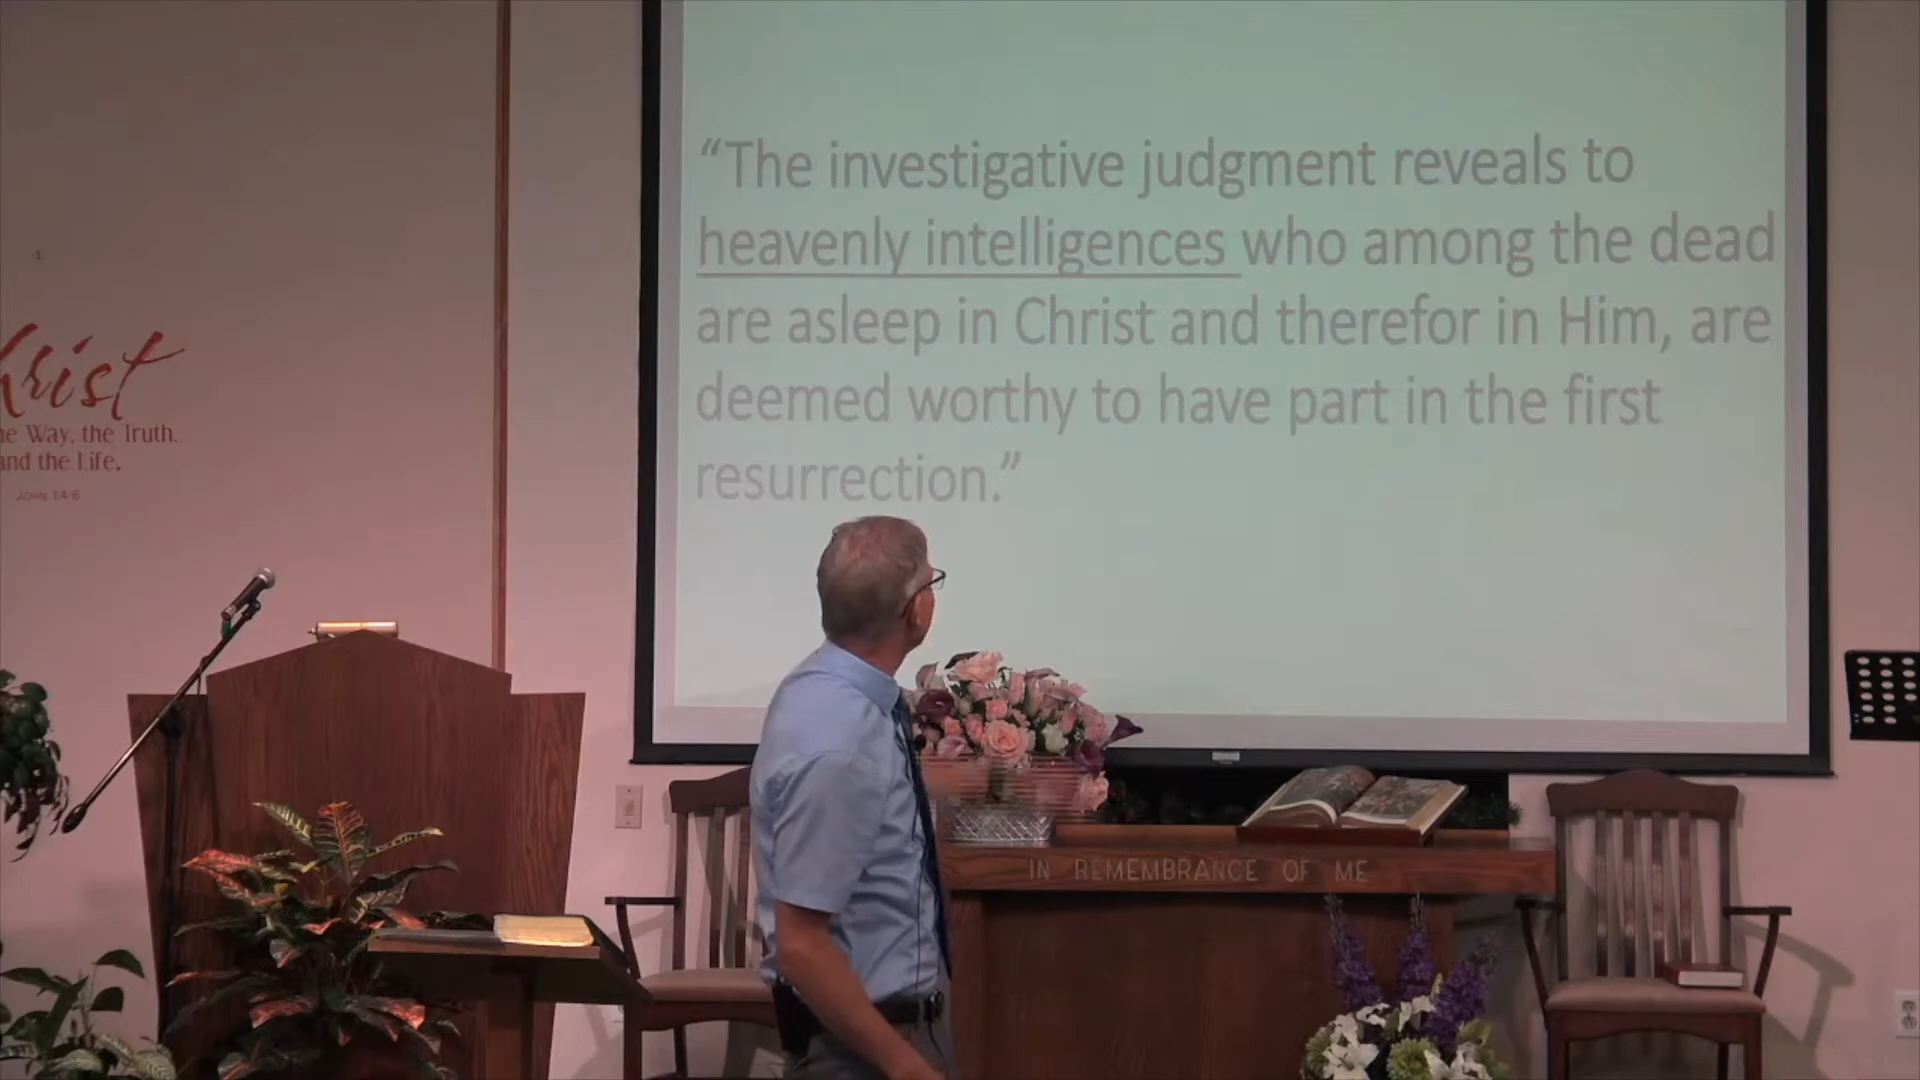 “The investigative judgment reveals to
heavenly intelligences who among the dead
are asleep in Christ and therefor in Him, are
deemed worthy to have part in the first
resurrection.”
hrist
he Way, the Truth,
and the Life.
JOHN 14:6
IN REMEMBRANCE OF ME